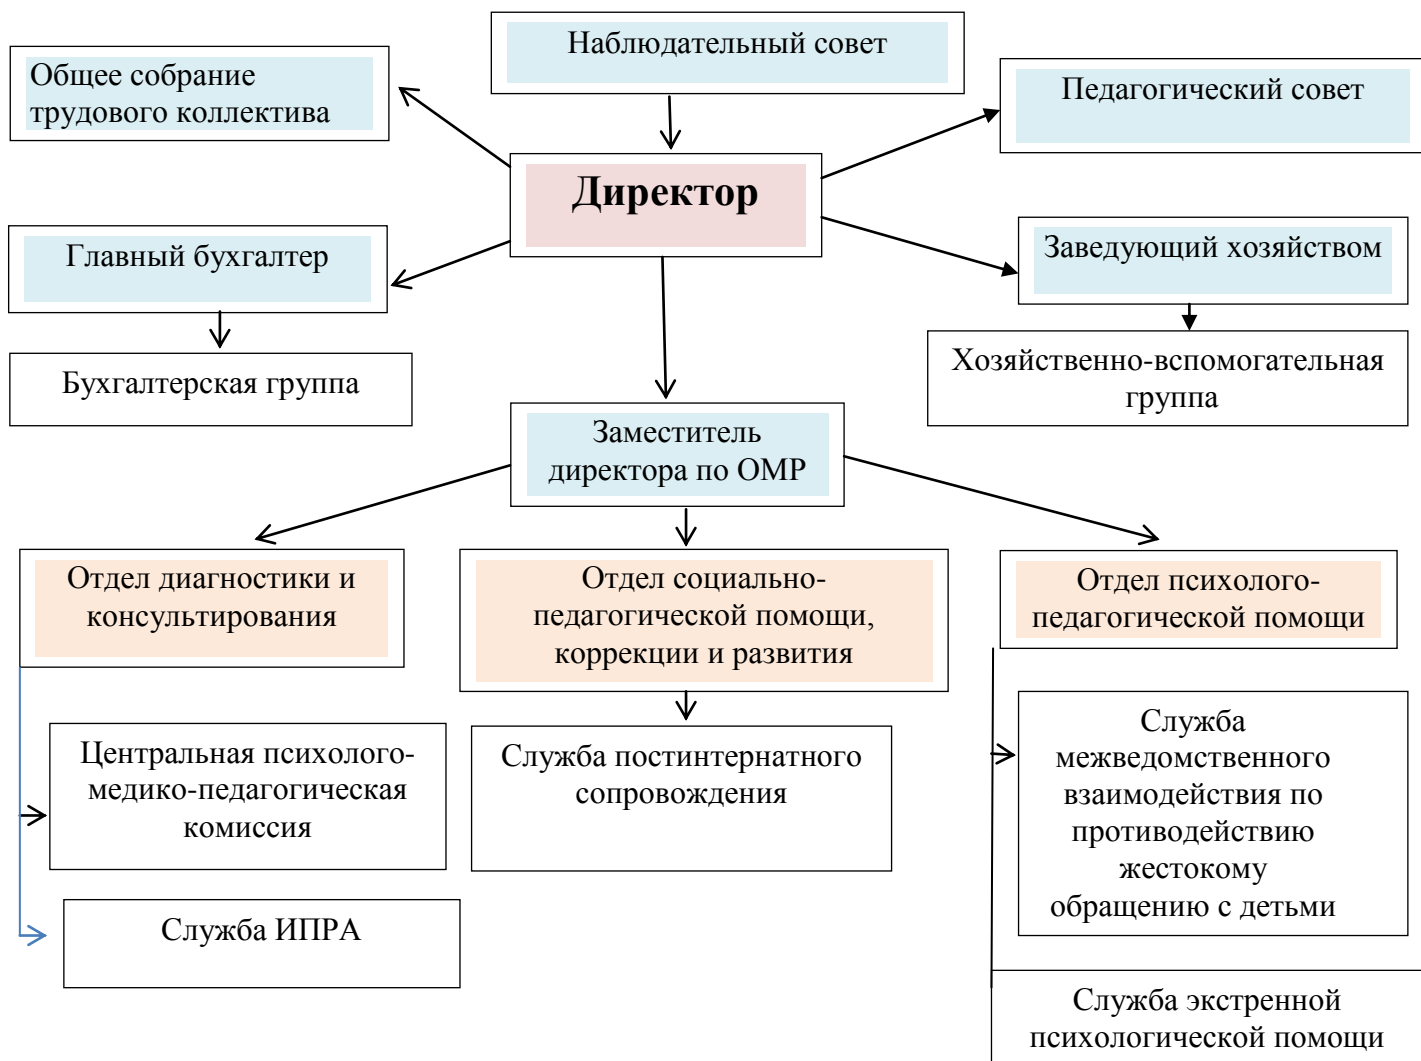 Наблюдательный совет
Общее собрание
трудового коллектива
Педагогический совет
Директор
Главный бухгалтер
Заведующий хозяйством
Бухгалтерская группа
Хозяйственно-вспомогательная
группа
Заместитель
директора по ОМР
Отдел диагностики и
консультирования
Отдел социально-
педагогической помощи,
коррекции и развития
Отдел психолого-
педагогической помощи
Центральная психолого-
медико-педагогическая
комиссия
Служба постинтернатного
сопровождения
Служба
межведомственного
взаимодействия по
противодействию
жестокому
обращению с детьми
Служба ИПРА
Служба экстренной
психологической помощи